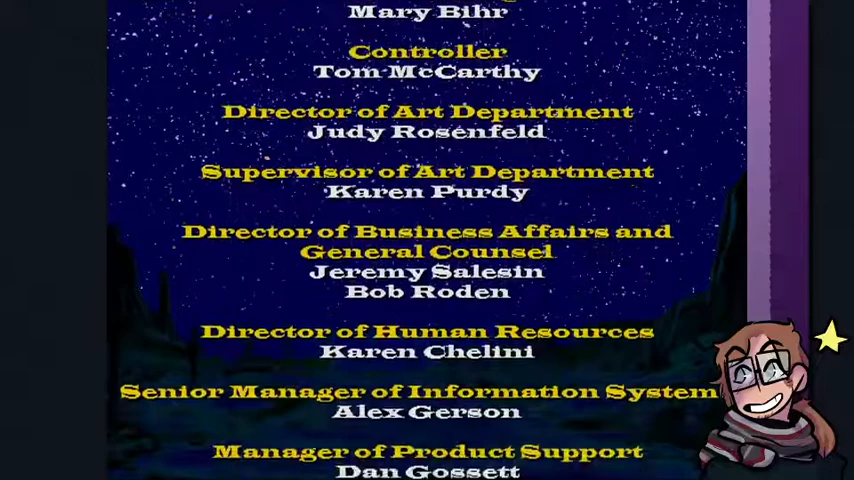 Mary Bihr
Controller
Tom McCarthy
Director of Art Department
Judy Rosenfeld
Supervisor of Art Department
Karen Purdy
Director of Business Affairs and
General Counsel
Jeremy Salesin
Bob Roden
Director of Human Resources
Karen Chelini
Senior Manager of Information System
Alex Gerson
Manager of Product Support
Dan Gossett